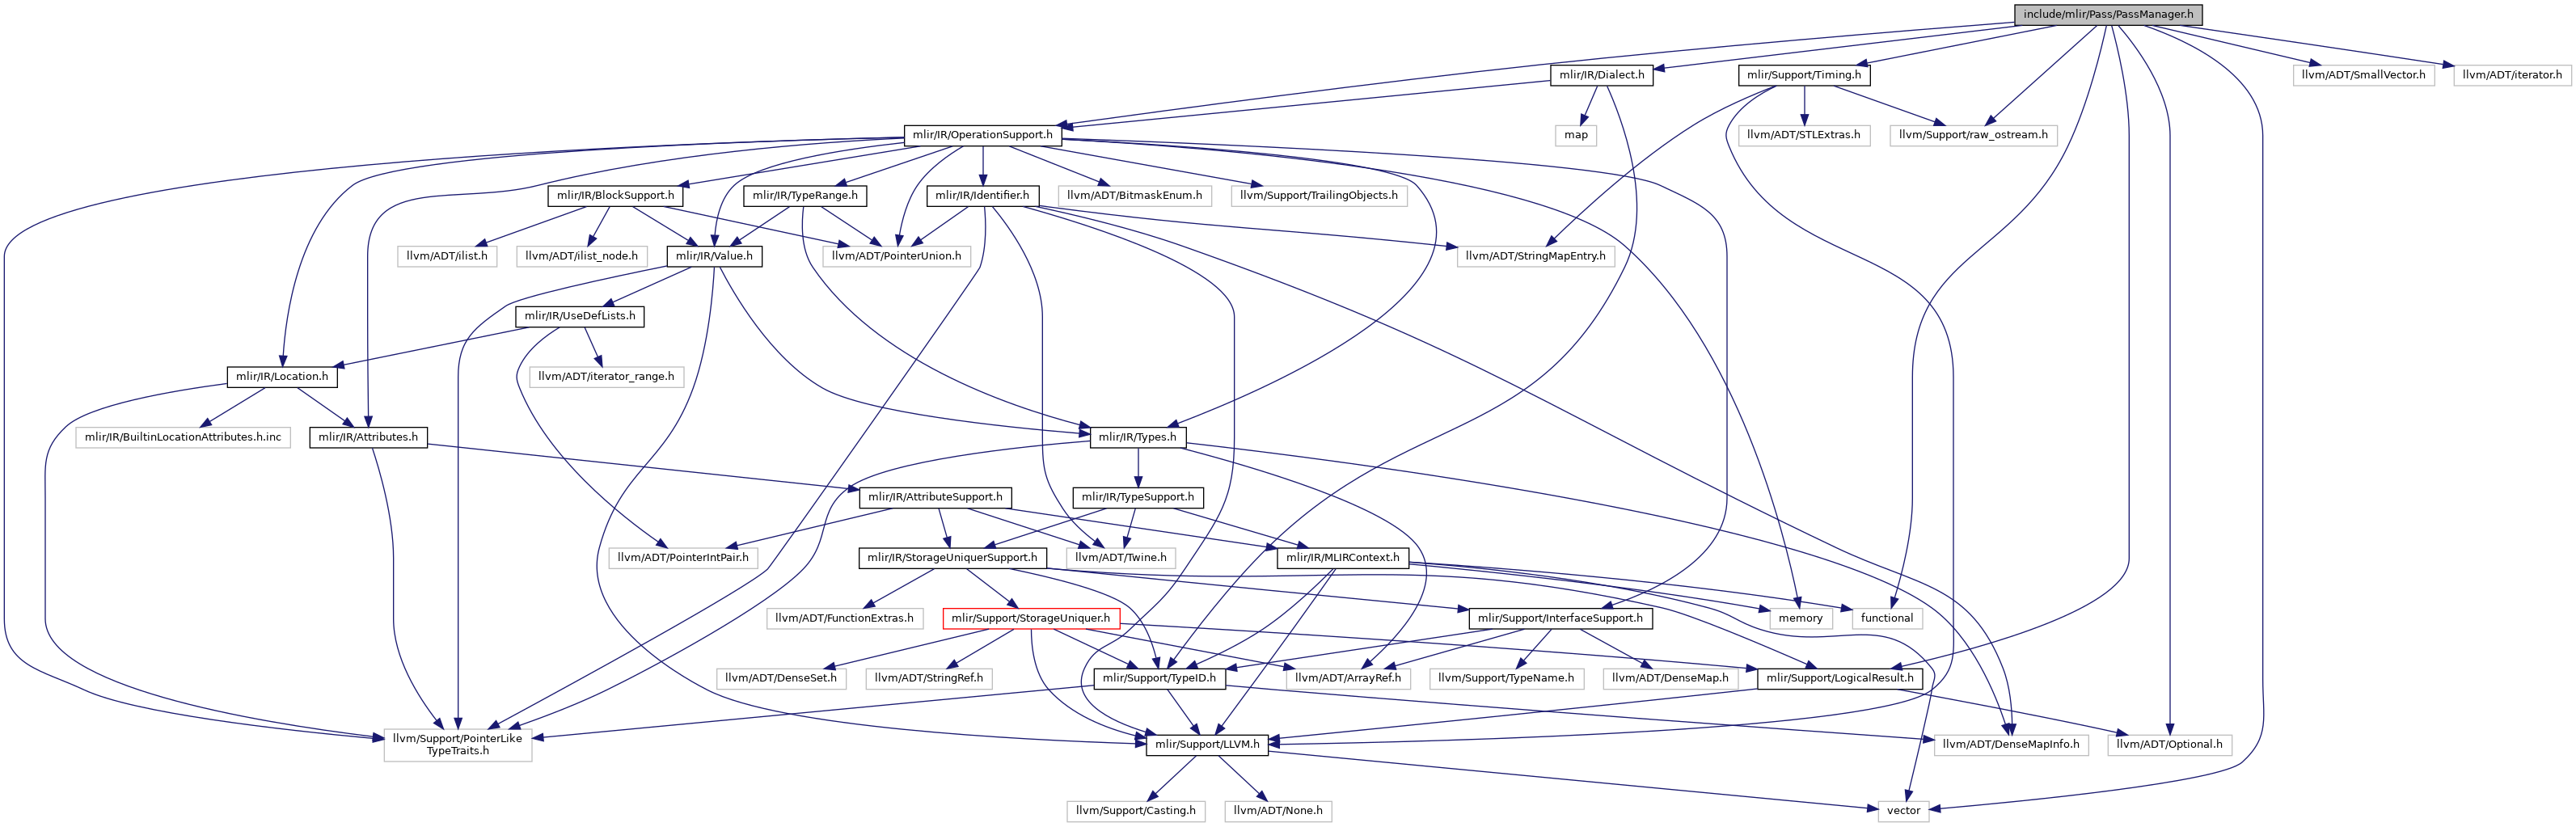 include/mlir/Pass/PassManager.h
mlir/IR/Dialect.h
mlir/Support/Timing.h
llvm/ADT/SmallVector.h
llvm/ADT/iterator.h
mlir/IR/OperationSupport.h
map
llvm/ADT/STLExtras.h
llvm/Support/raw_ostream.h
mlir/IR/BlockSupport.h
mlir/IR/TypeRange.h
mlir/IR/Identifier.h
llvm/ADT/BitmaskEnum.h
llvm/Support/TrailingObjects.h
llvm/ADT/ilist.h
llvm/ADT/ilist_node.h
mlir/IR/Value.h
llvm/ADT/PointerUnion.h
llvm/ADT/StringMapEntry.h
mlir/IR/UseDefLists.h
mlir/IR/Location.h
llvm/ADT/iterator_range.h
mlir/IR/BuiltinLocationAttributes.h.inc
mlir/IR/Attributes.h
mlir/IR/Types.h
mlir/IR/AttributeSupport.h
mlir/IR/TypeSupport.h
llvm/ADT/PointerIntPair.h
mlir/IR/StorageUniquerSupport.h
llvm/ADT/Twine.h
mlir/IR/MLIRContext.h
llvm/ADT/FunctionExtras.h
mlir/Support/StorageUniquer.h
mlir/Support/InterfaceSupport.h
memory
functional
llvm/ADT/DenseSet.h
llvm/ADT/StringRef.h
mlir/Support/TypeID.h
llvm/ADT/ArrayRef.h
llvm/Support/TypeName.h
llvm/ADT/DenseMap.h
mlir/Support/LogicalResult.h
llvm/Support/PointerLike
TypeTraits.h
mlir/Support/LLVM.h
llvm/ADT/DenseMapInfo.h
llvm/ADT/Optional.h
llvm/Support/Casting.h
llvm/ADT/None.h
vector